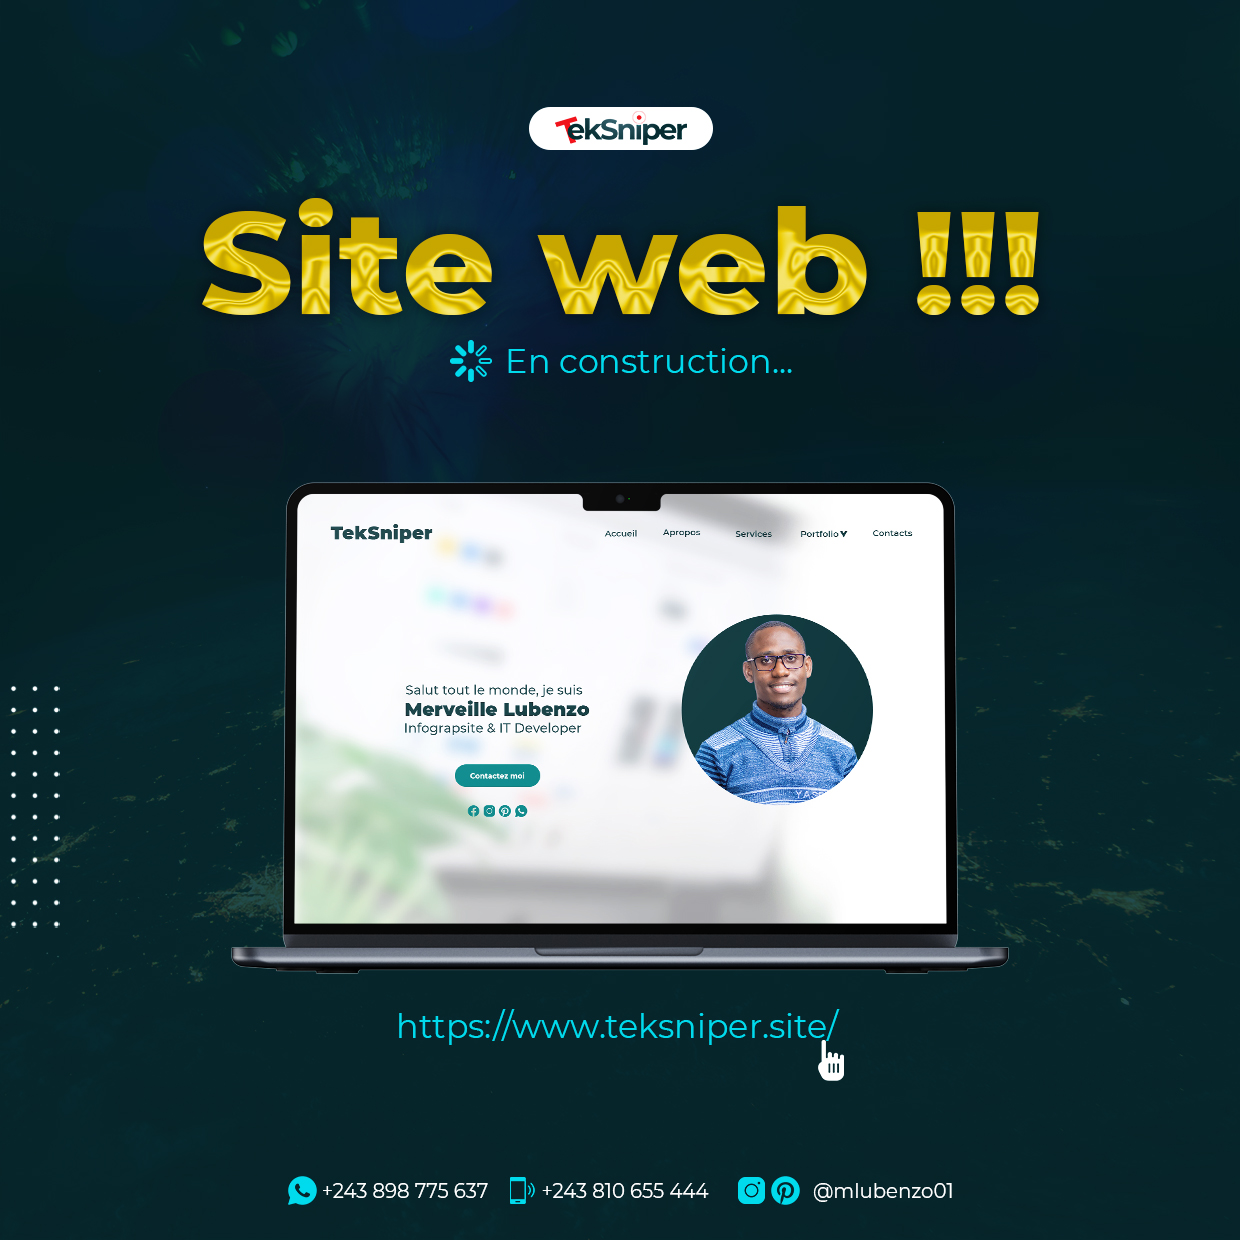 TekSniper
Site web !!!
En construction...
TekSniper
Accueil Apropos Services Portfolio Contacts
Salut tout le monde, je suis
Merveille Lubenzo
Infograpsite & IT Developer
Contactez moi
https://www.teksniper.site/
+243 898 775 637 +243 810 655 444 @mlubenzo01